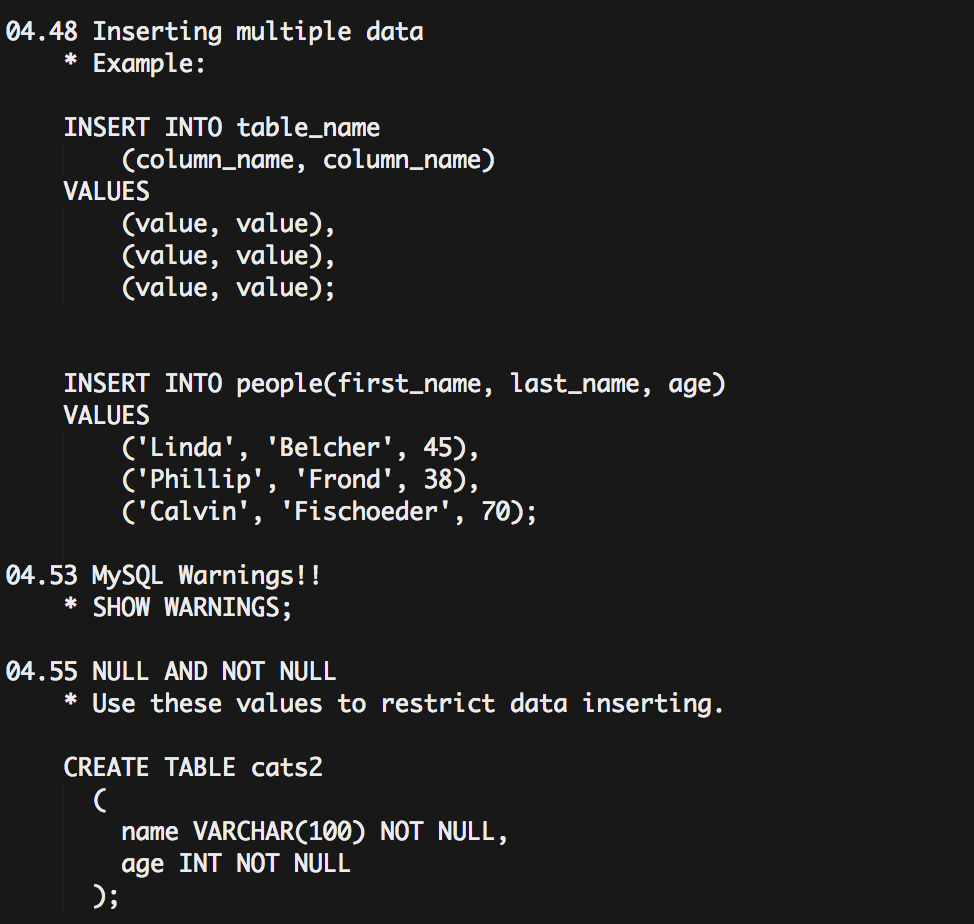 04.48 Inserting multiple data
* Example:
INSERT INTO table_name
(column_name, column_name)
VALUES
(value, value),
(value, value),
(value, value);
INSERT INTO people(first_name, last_name, age)
VALUES
('Linda', 'Belcher', 45),
('Phillip', 'Frond', 38),
('Calvin', 'Fischoeder', 70);
04.53 MySQL Warnings!!
* SHOW WARNINGS;
04.55 NULL AND NOT NULL
* Use these values to restrict data inserting.
CREATE TABLE cats2
(
name VARCHAR(100) NOT NULL,
age INT NOT NULL
);